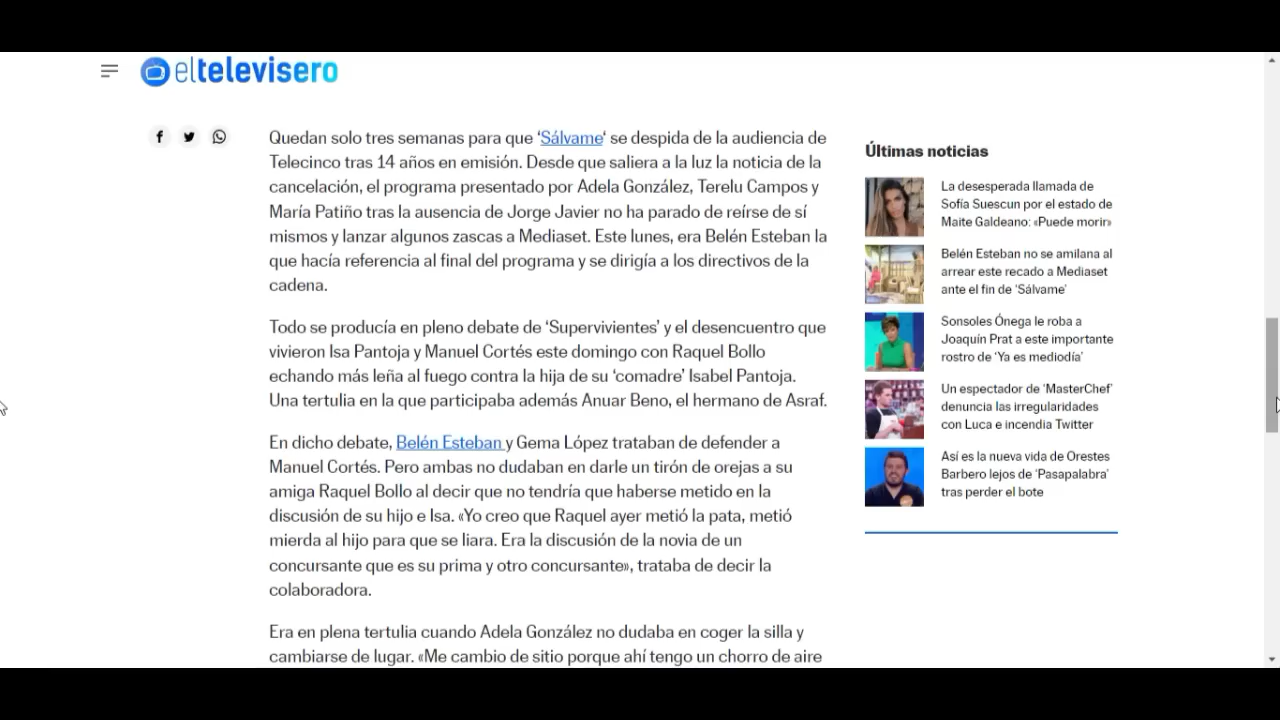 eltelevisero
Quedan solo tres semanas para que ‘Sálvame‘ se despida de la audiencia de
Telecinco tras 14 años en emisión. Desde que saliera a la luz la noticia de la
cancelación, el programa presentado por Adela González, Terelu Campos y
María Patiño tras la ausencia de Jorge Javier no ha parado de reírse de sí
mismos y lanzar algunos zascas a Mediaset. Este lunes, era Belén Esteban la
que hacía referencia al final del programa y se dirigía a los directivos de la
cadena.
Todo se producía en pleno debate de ‘Supervivientes’ y el desencuentro que
vivieron Isa Pantoja y Manuel Cortés este domingo con Raquel Bollo
echando más leña al fuego contra la hija de su ‘comadre’ Isabel Pantoja.
Una tertulia en la que participaba además Anuar Beno, el hermano de Asraf.
En dicho debate, Belén Esteban y Gema López trataban de defender a
Manuel Cortés. Pero ambas no dudaban en darle un tirón de orejas a su
amiga Raquel Bollo al decir que no tendría que haberse metido en la
discusión de su hijo e Isa. «Yo creo que Raquel ayer metió la pata, metió
mierda al hijo para que se liara. Era la discusión de la novia de un
concursante que es su prima y otro concursante», trataba de decir la
colaboradora.
Era en plena tertulia cuando Adela González no dudaba en coger la silla y
cambiarse de lugar. «Me cambio de sitio porque ahí tengo un chorro de aire
Últimas noticias
La desesperada llamada de
Sofía Suescun por el estado de
Maite Galdeano: «Puede morir»
Belén Esteban no se amilana al
arrear este recado a Mediaset
ante el fin de ‘Sálvame’
Sonsoles Ónega le roba a
Joaquín Prat a este importante
rostro de ‘Ya es mediodía’
Un espectador de ‘MasterChef’
denuncia las irregularidades
con Luca e incendia Twitter
Así es la nueva vida de Orestes
Barbero lejos de ‘Pasapalabra’
tras perder el bote